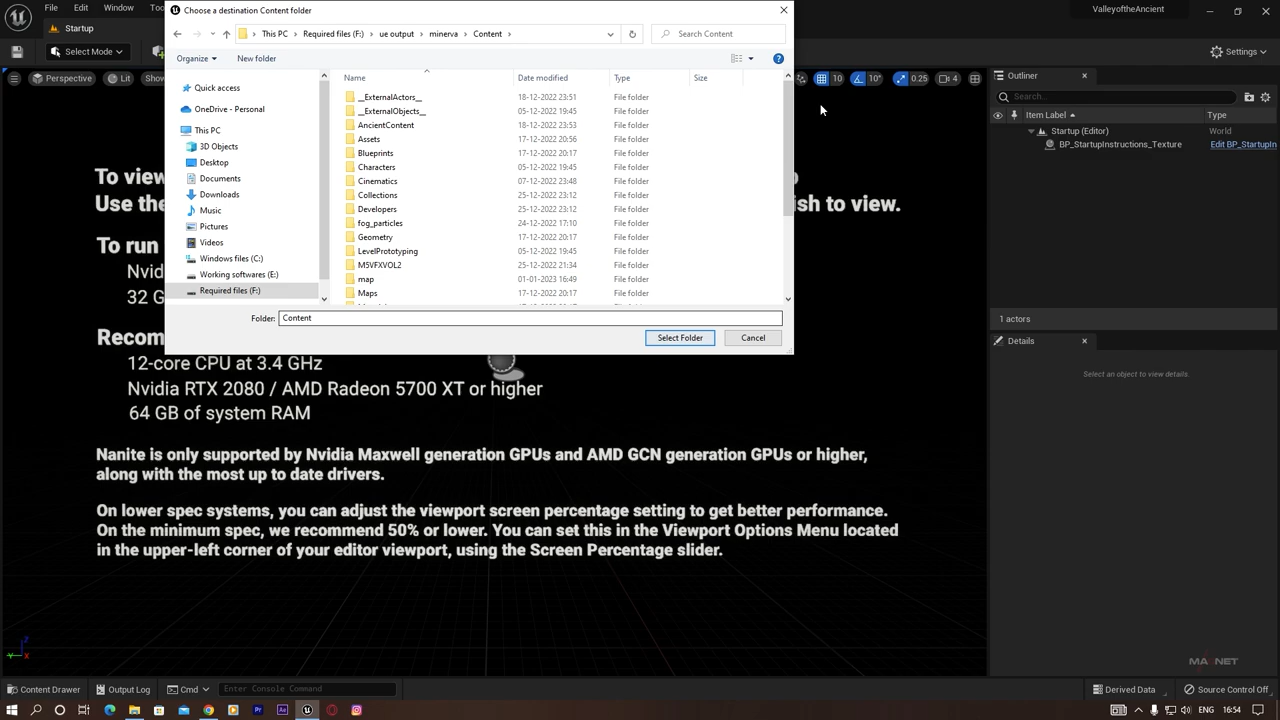 Choose a destination Content folder
File
Edit
Window
Too
ValleyoftheAncient
Startup
This PC
Required files (F:)
ue output
minerva
Content
Search Content
Select Mode
Settings
Organize
New folder
Perspective
Lit
Show
10
10°
0.25
4
Outliner
Search...
Item Label
Type
Startup (Editor)
World
BP_StartupInstructions_Texture
Edit BP_StartupIn
Name
Date modified
Type
Size
Quick access
OneDrive - Personal
This PC
3D Objects
Desktop
Documents
Downloads
Music
Pictures
Videos
Windows files (C:)
Working softwares (E:)
Required files (F:)
__ExternalActors__ 18-12-2022 23:51 File folder
__ExternalObjects__ 05-12-2022 19:45 File folder
AncientContent 18-12-2022 23:53 File folder
Assets 17-12-2022 20:56 File folder
Blueprints 17-12-2022 20:17 File folder
Characters 05-12-2022 19:45 File folder
Cinematics 07-12-2022 23:48 File folder
Collections 25-12-2022 23:12 File folder
Developers 25-12-2022 23:12 File folder
fog_particles 24-12-2022 17:10 File folder
Geometry 17-12-2022 20:17 File folder
LevelPrototyping 05-12-2022 19:45 File folder
M5VFXVOL2 25-12-2022 21:34 File folder
map 01-01-2023 16:49 File folder
Maps 17-12-2022 20:17 File folder
Folder: Content
Select Folder
Cancel
1 actors
Details
Select an object to view details.
To view
Use the
ish to view.
To run
Nvid
32 G
Recom
12-core CPU at 3.4 GHz
Nvidia RTX 2080 / AMD Radeon 5700 XT or higher
64 GB of system RAM
Nanite is only supported by Nvidia Maxwell generation GPUs and AMD GCN generation GPUs or higher,
along with the most up to date drivers.
On lower spec systems, you can adjust the viewport screen percentage setting to get better performance.
On the minimum spec, we recommend 50% or lower. You can set this in the Viewport Options Menu located
in the upper-left corner of your editor viewport, using the Screen Percentage slider.
Content Drawer
Output Log
Cmd
Enter Console Command
Derived Data
Source Control Off
ENG
16:54